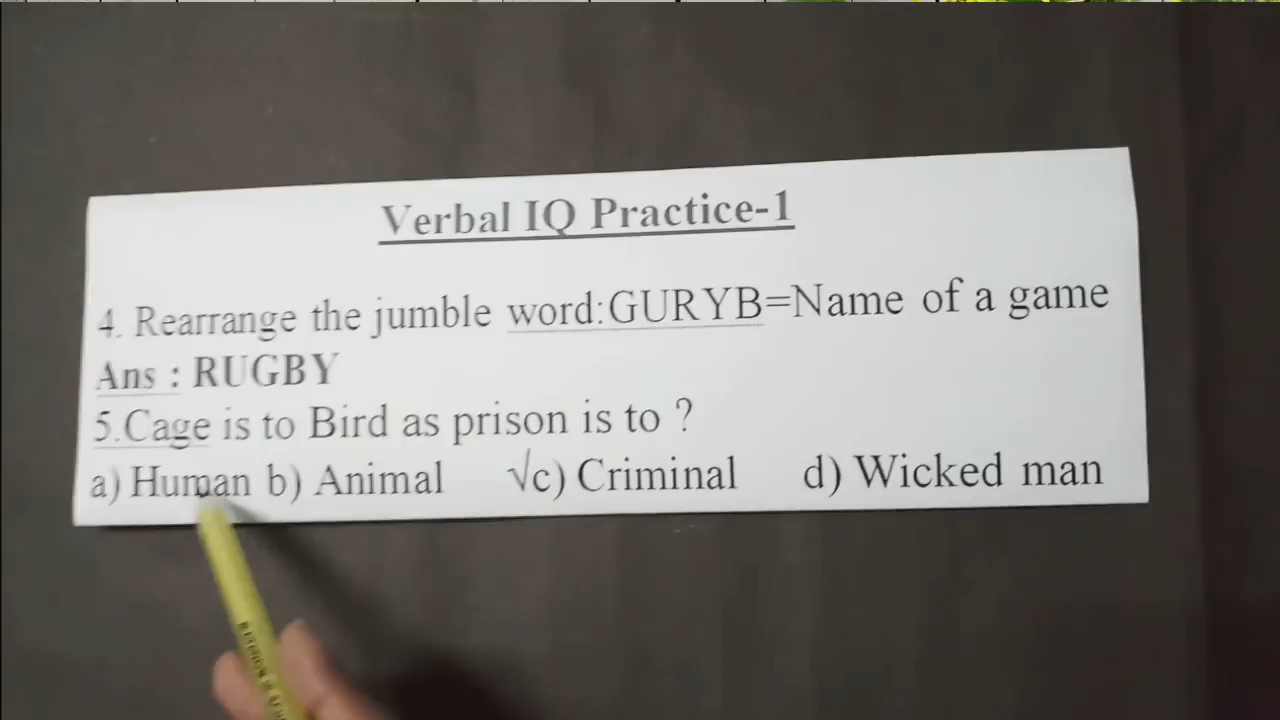 Verbal IQ Practice-1
4. Rearrange the jumble word:GURYB=Name of a game
Ans : RUGBY
5.Cage is to Bird as prison is to ?
a) Human b) Animal √c) Criminal d) Wicked man